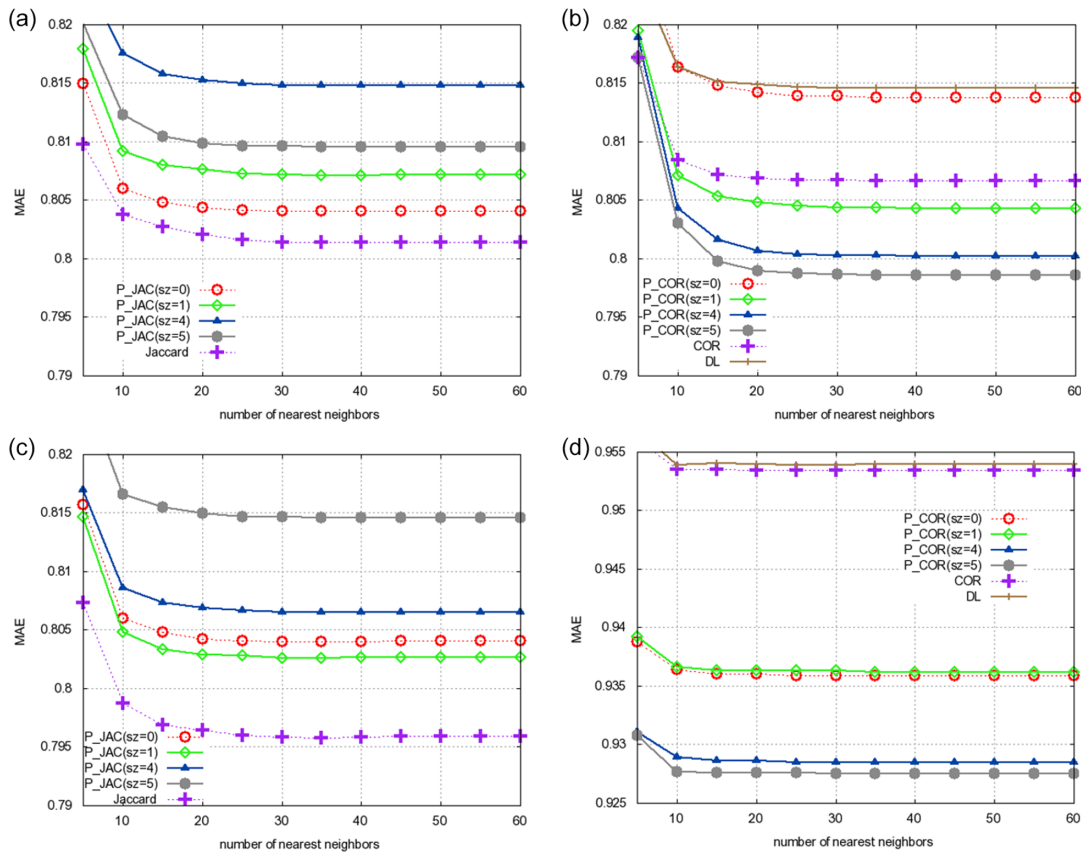 (a)
0.82
0.815
0.81
0.805
0.8
0.795
0.79
MAE
P_JAC(sz=0)
P_JAC(sz=1)
P_JAC(sz=4)
P_JAC(sz=5)
Jaccard
10 20 30 40 50 60
number of nearest neighbors
(b)
0.82
0.815
0.81
0.805
0.8
0.795
0.79
MAE
P_COR(sz=0)
P_COR(sz=1)
P_COR(sz=4)
P_COR(sz=5)
COR
DL
10 20 30 40 50 60
number of nearest neighbors
(c)
0.82
0.815
0.81
0.805
0.8
0.795
0.79
MAE
P_JAC(sz=0)
P_JAC(sz=1)
P_JAC(sz=4)
P_JAC(sz=5)
Jaccard
10 20 30 40 50 60
number of nearest neighbors
(d)
0.955
0.95
0.945
0.94
0.935
0.93
0.925
MAE
P_COR(sz=0)
P_COR(sz=1)
P_COR(sz=4)
P_COR(sz=5)
COR
DL
10 20 30 40 50 60
number of nearest neighbors